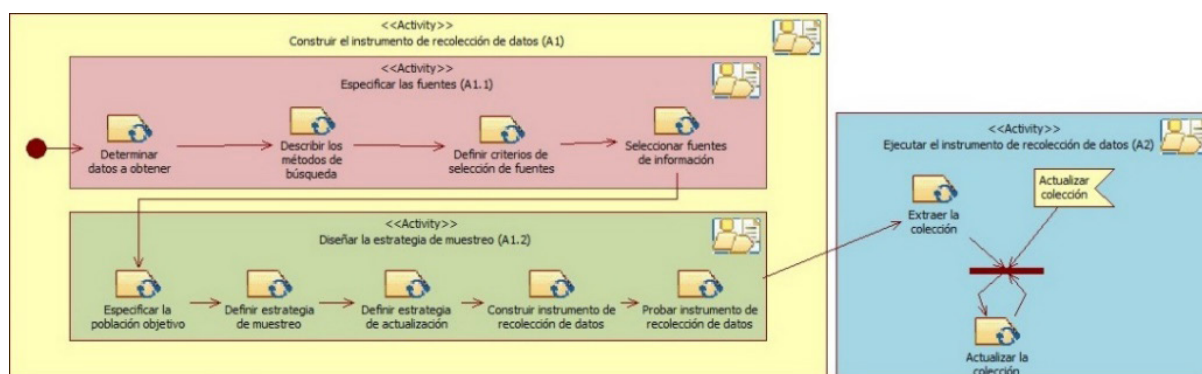 <<Activity>>
Construir el instrumento de recolección de datos (A1)
<<Activity>>
Especificar las fuentes (A1.1)
Determinar
datos a obtener
Describir los
métodos de
búsqueda
Definir criterios de
selección de fuentes
Seleccionar fuentes
de información
<<Activity>>
Diseñar la estrategia de muestreo (A1.2)
Especificar la
población objetivo
Definir estrategia
de muestreo
Definir estrategia
de actualización
Construir instrumento de
recolección de datos
Probar instrumento de
recolección de datos
<<Activity>>
Ejecutar el instrumento de recolección de datos (A2)
Extraer la
colección
Actualizar
colección
Actualizar la
colección